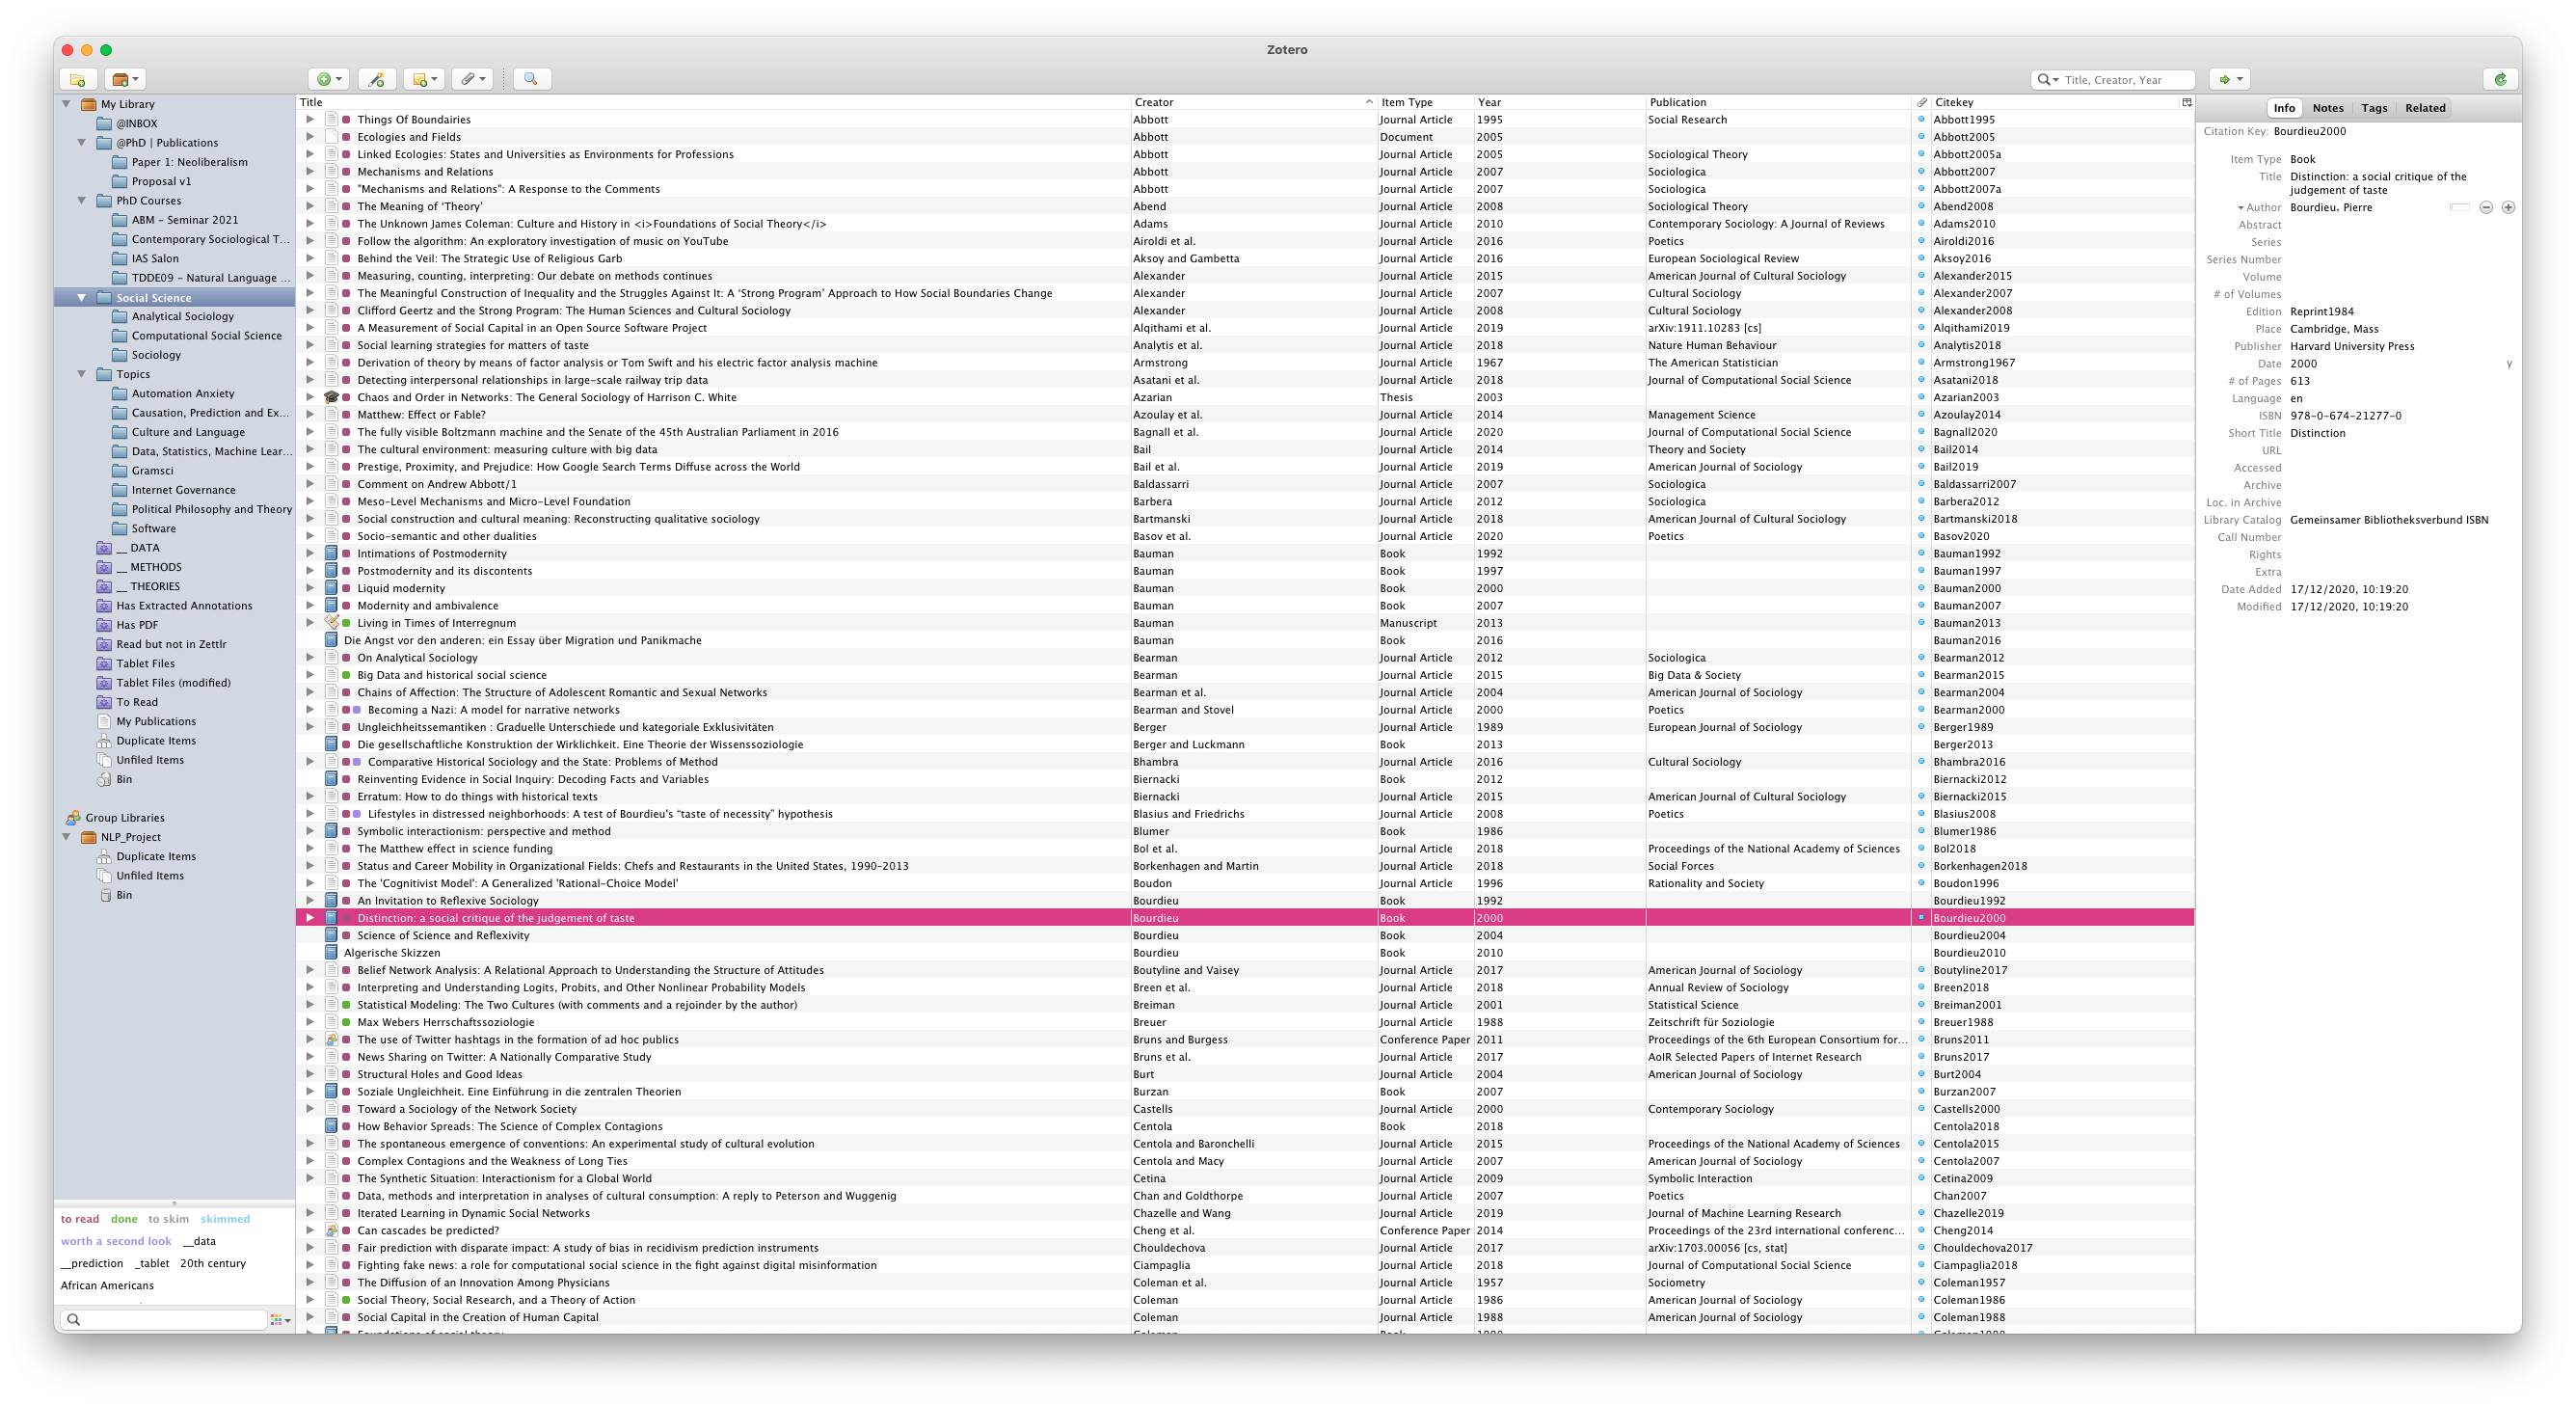 Zotero
Title, Creator, Year
My Library
@INBOX
@PhD | Publications
Paper 1: Neoliberalism
Proposal v1
PhD Courses
ABM – Seminar 2021
Contemporary Sociological T...
IAS Salon
TDDE09 – Natural Language ...
Social Science
Analytical Sociology
Computational Social Science
Sociology
Topics
Automation Anxiety
Causation, Prediction and Ex...
Culture and Language
Data, Statistics, Machine Lear...
Gramsci
Internet Governance
Political Philosophy and Theory
Software
__ DATA
__ METHODS
__ THEORIES
Has Extracted Annotations
Has PDF
Read but not in Zettlr
Tablet Files
Tablet Files (modified)
To Read
My Publications
Duplicate Items
Unfiled Items
Bin
Group Libraries
NLP_Project
Duplicate Items
Unfiled Items
Bin
to read done to skim skimmed
worth a second look __data
__prediction _tablet 20th century
African Americans
Title Creator Item Type Year Publication Citekey
Things Of Boundairies Abbott Journal Article 1995 Social Research Abbott1995
Ecologies and Fields Abbott Document 2005 Abbott2005
Linked Ecologies: States and Universities as Environments for Professions Abbott Journal Article 2005 Sociological Theory Abbott2005a
Mechanisms and Relations Abbott Journal Article 2007 Sociologica Abbott2007
"Mechanisms and Relations": A Response to the Comments Abbott Journal Article 2007 Sociologica Abbott2007a
The Meaning of ‘Theory’ Abend Journal Article 2008 Sociological Theory Abend2008
The Unknown James Coleman: Culture and History in <i>Foundations of Social Theory</i> Adams Journal Article 2010 Contemporary Sociology: A Journal of Reviews Adams2010
Follow the algorithm: An exploratory investigation of music on YouTube Airoldi et al. Journal Article 2016 Poetics Airoldi2016
Behind the Veil: The Strategic Use of Religious Garb Aksoy and Gambetta Journal Article 2016 European Sociological Review Aksoy2016
Measuring, counting, interpreting: Our debate on methods continues Alexander Journal Article 2015 American Journal of Cultural Sociology Alexander2015
The Meaningful Construction of Inequality and the Struggles Against It: A ‘Strong Program’ Approach to How Social Boundaries Change Alexander Journal Article 2007 Cultural Sociology Alexander2007
Clifford Geertz and the Strong Program: The Human Sciences and Cultural Sociology Alexander Journal Article 2008 Cultural Sociology Alexander2008
A Measurement of Social Capital in an Open Source Software Project Alqithami et al. Journal Article 2019 arXiv:1911.10283 [cs] Alqithami2019
Social learning strategies for matters of taste Analytis et al. Journal Article 2018 Nature Human Behaviour Analytis2018
Derivation of theory by means of factor analysis or Tom Swift and his electric factor analysis machine Armstrong Journal Article 1967 The American Statistician Armstrong1967
Detecting interpersonal relationships in large-scale railway trip data Asatani et al. Journal Article 2018 Journal of Computational Social Science Asatani2018
Chaos and Order in Networks: The General Sociology of Harrison C. White Azarian Thesis 2003 Azarian2003
Matthew: Effect or Fable? Azoulay et al. Journal Article 2014 Management Science Azoulay2014
The fully visible Boltzmann machine and the Senate of the 45th Australian Parliament in 2016 Bagnall et al. Journal Article 2020 Journal of Computational Social Science Bagnall2020
The cultural environment: measuring culture with big data Bail Journal Article 2014 Theory and Society Bail2014
Prestige, Proximity, and Prejudice: How Google Search Terms Diffuse across the World Bail et al. Journal Article 2019 American Journal of Sociology Bail2019
Comment on Andrew Abbott/1 Baldassarri Journal Article 2007 Sociologica Baldassarri2007
Meso-Level Mechanisms and Micro-Level Foundation Barbera Journal Article 2012 Sociologica Barbera2012
Social construction and cultural meaning: Reconstructing qualitative sociology Bartmanski Journal Article 2018 American Journal of Cultural Sociology Bartmanski2018
Socio-semantic and other dualities Basov et al. Journal Article 2020 Poetics Basov2020
Intimations of Postmodernity Bauman Book 1992 Bauman1992
Postmodernity and its discontents Bauman Book 1997 Bauman1997
Liquid modernity Bauman Book 2000 Bauman2000
Modernity and ambivalence Bauman Book 2007 Bauman2007
Living in Times of Interregnum Bauman Manuscript 2013 Bauman2013
Die Angst vor den anderen: ein Essay über Migration und Panikmache Bauman Book 2016 Bauman2016
On Analytical Sociology Bearman Journal Article 2012 Sociologica Bearman2012
Big Data and historical social science Bearman Journal Article 2015 Big Data & Society Bearman2015
Chains of Affection: The Structure of Adolescent Romantic and Sexual Networks Bearman et al. Journal Article 2004 American Journal of Sociology Bearman2004
Becoming a Nazi: A model for narrative networks Bearman and Stovel Journal Article 2000 Poetics Bearman2000
Ungleichheitssemantiken : Graduelle Unterschiede und kategoriale Exklusivitäten Berger Journal Article 1989 European Journal of Sociology Berger1989
Die gesellschaftliche Konstruktion der Wirklichkeit. Eine Theorie der Wissenssoziologie Berger and Luckmann Book 2013 Berger2013
Comparative Historical Sociology and the State: Problems of Method Bhambra Journal Article 2016 Cultural Sociology Bhambra2016
Reinventing Evidence in Social Inquiry: Decoding Facts and Variables Biernacki Book 2012 Biernacki2012
Erratum: How to do things with historical texts Biernacki Journal Article 2015 American Journal of Cultural Sociology Biernacki2015
Lifestyles in distressed neighborhoods: A test of Bourdieu’s “taste of necessity” hypothesis Blasius and Friedrichs Journal Article 2008 Poetics Blasius2008
Symbolic interactionism: perspective and method Blumer Book 1986 Blumer1986
The Matthew effect in science funding Bol et al. Journal Article 2018 Proceedings of the National Academy of Sciences Bol2018
Status and Career Mobility in Organizational Fields: Chefs and Restaurants in the United States, 1990–2013 Borkenhagen and Martin Journal Article 2018 Social Forces Borkenhagen2018
The 'Cognitivist Model': A Generalized 'Rational-Choice Model' Boudon Journal Article 1996 Rationality and Society Boudon1996
An Invitation to Reflexive Sociology Bourdieu Book 1992 Bourdieu1992
Distinction: a social critique of the judgement of taste Bourdieu Book 2000 Bourdieu2000
Science of Science and Reflexivity Bourdieu Book 2004 Bourdieu2004
Algerische Skizzen Bourdieu Book 2010 Bourdieu2010
Belief Network Analysis: A Relational Approach to Understanding the Structure of Attitudes Boutyline and Vaisey Journal Article 2017 American Journal of Sociology Boutyline2017
Interpreting and Understanding Logits, Probits, and Other Nonlinear Probability Models Breen et al. Journal Article 2018 Annual Review of Sociology Breen2018
Statistical Modeling: The Two Cultures (with comments and a rejoinder by the author) Breiman Journal Article 2001 Statistical Science Breiman2001
Max Webers Herrschaftssoziologie Breuer Journal Article 1988 Zeitschrift für Soziologie Breuer1988
The use of Twitter hashtags in the formation of ad hoc publics Bruns and Burgess Conference Paper 2011 Proceedings of the 6th European Consortium for... Bruns2011
News Sharing on Twitter: A Nationally Comparative Study Bruns et al. Journal Article 2017 AoIR Selected Papers of Internet Research Bruns2017
Structural Holes and Good Ideas Burt Journal Article 2004 American Journal of Sociology Burt2004
Soziale Ungleichheit. Eine Einführung in die zentralen Theorien Burzan Book 2007 Burzan2007
Toward a Sociology of the Network Society Castells Journal Article 2000 Contemporary Sociology Castells2000
How Behavior Spreads: The Science of Complex Contagions Centola Book 2018 Centola2018
The spontaneous emergence of conventions: An experimental study of cultural evolution Centola and Baronchelli Journal Article 2015 Proceedings of the National Academy of Sciences Centola2015
Complex Contagions and the Weakness of Long Ties Centola and Macy Journal Article 2007 American Journal of Sociology Centola2007
The Synthetic Situation: Interactionism for a Global World Cetina Journal Article 2009 Symbolic Interaction Cetina2009
Data, methods and interpretation in analyses of cultural consumption: A reply to Peterson and Wuggenig Chan and Goldthorpe Journal Article 2007 Poetics Chan2007
Iterated Learning in Dynamic Social Networks Chazelle and Wang Journal Article 2019 Journal of Machine Learning Research Chazelle2019
Can cascades be predicted? Cheng et al. Conference Paper 2014 Proceedings of the 23rd international conferenc... Cheng2014
Fair prediction with disparate impact: A study of bias in recidivism prediction instruments Chouldechova Journal Article 2017 arXiv:1703.00056 [cs, stat] Chouldechova2017
Fighting fake news: a role for computational social science in the fight against digital misinformation Ciampaglia Journal Article 2018 Journal of Computational Social Science Ciampaglia2018
The Diffusion of an Innovation Among Physicians Coleman et al. Journal Article 1957 Sociometry Coleman1957
Social Theory, Social Research, and a Theory of Action Coleman Journal Article 1986 American Journal of Sociology Coleman1986
Social Capital in the Creation of Human Capital Coleman Journal Article 1988 American Journal of Sociology Coleman1988
Info Notes Tags Related
Citation Key: Bourdieu2000
Item Type Book
Title Distinction: a social critique of the
judgement of taste
Author Bourdieu, Pierre
Abstract
Series
Series Number
Volume
# of Volumes
Edition Reprint1984
Place Cambridge, Mass
Publisher Harvard University Press
Date 2000 y
# of Pages 613
Language en
ISBN 978-0-674-21277-0
Short Title Distinction
URL
Accessed
Archive
Loc. in Archive
Library Catalog Gemeinsamer Bibliotheksverbund ISBN
Call Number
Rights
Extra
Date Added 17/12/2020, 10:19:20
Modified 17/12/2020, 10:19:20